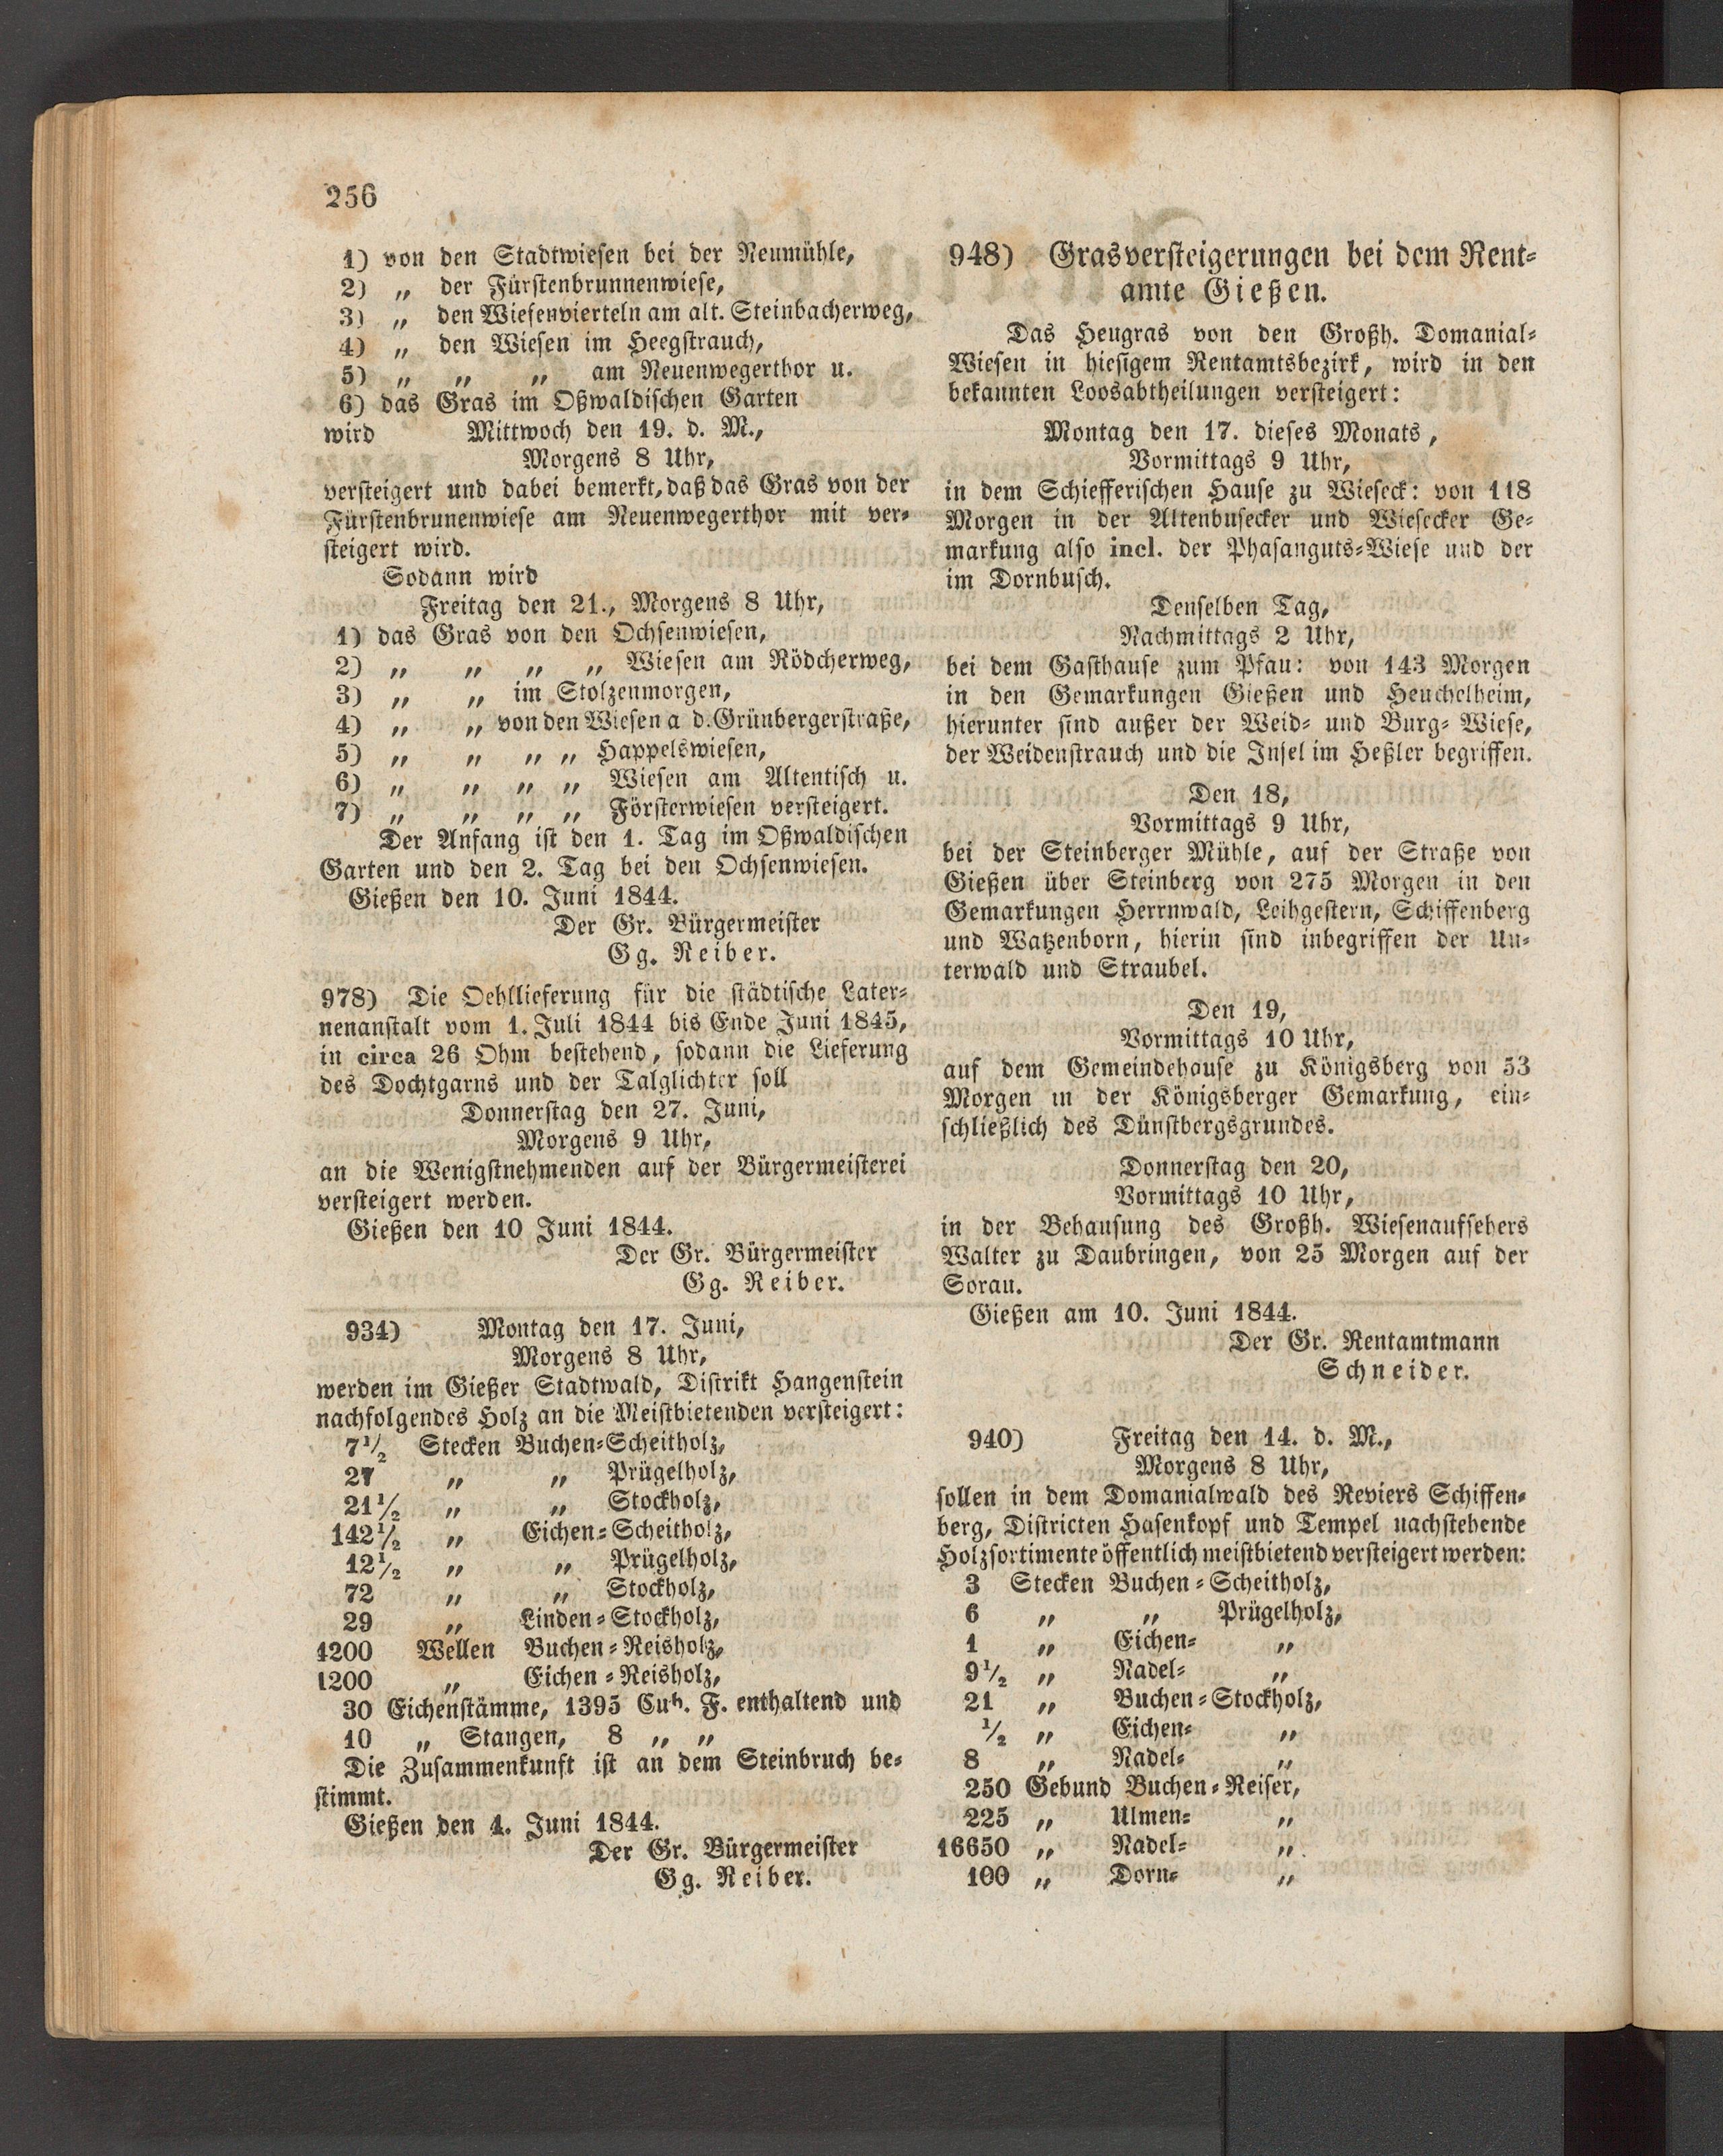 256
1) von den Stadtwiesen bei der Neumühle,
2) „ der Fürstenbrunnenwiese,
3) „ den Wiesenvierteln am alt. Steinbacherweg,
4) „ den Wiesen im Heegstrauch,
5) „ „ „ am Neuenwegerthor u.
6) das Gras im Oßwaldischen Garten
wird Mittwoch den 19. d. M.,
Morgens 8 Uhr,
versteigert und dabei bemerkt, daß das Gras von der
Fürstenbrunenwiese am Neuenwegerthor mit ver-
steigert wird.
Sodann wird
Freitag den 21., Morgens 8 Uhr,
1) das Gras von den Ochsenwiesen,
2) „ „ „ „ Wiesen am Rödcherweg,
3) „ „ im Stolzenmorgen,
4) „ „ von den Wiesen a d. Grünbergerstraße,
5) „ „ „ „ Happelswiesen,
6) „ „ „ „ Wiesen am Altentisch u.
7) „ „ „ „ Försterwiesen versteigert.
Der Anfang ist den 1. Tag im Oßwaldischen
Garten und den 2. Tag bei den Ochsenwiesen.
Gießen den 10. Juni 1844.
Der Gr. Bürgermeister
Gg. Reiber.
978) Die Oehllieferung für die städtische Later-
nenanstalt vom 1. Juli 1844 bis Ende Juni 1845,
in circa 26 Ohm bestehend, sodann die Lieferung
des Dochtgarns und der Talglichter soll
Donnerstag den 27. Juni,
Morgens 9 Uhr,
an die Wenigstnehmenden auf der Bürgermeisterei
versteigert werden.
Gießen den 10 Juni 1844.
Der Gr. Bürgermeister
Gg. Reiber.
934) Montag den 17. Juni,
Morgens 8 Uhr,
werden im Gießer Stadtwald, Distrikt Hangenstein
nachfolgendes Holz an die Meistbietenden versteigert:
7½ Stecken Buchen-Scheitholz,
27 „ „ Prügelholz,
21½ „ „ Stockholz,
142½ „ Eichen-Scheitholz,
12½ „ „ Prügelholz,
72 „ „ Stockholz,
29 „ Linden-Stockholz,
1200 Wellen Buchen-Reisholz,
1200 „ Eichen-Reisholz,
30 Eichenstämme, 1395 Cub. F. enthaltend und
10 „ Stangen, 8 „ „
Die Zusammenkunft ist an dem Steinbruch be-
stimmt.
Gießen den 4. Juni 1844.
Der Gr. Bürgermeister
Gg. Reiber.
948) Grasversteigerungen bei dem Rent-
amte Gießen.
Das Heugras von den Großh. Domanial-
Wiesen in hiesigem Rentamtsbezirk, wird in den
bekannten Loosabtheilungen versteigert:
Montag den 17. dieses Monats,
Vormittags 9 Uhr,
in dem Schiefferischen Hause zu Wieseck: von 118
Morgen in der Altenbusecker und Wiesecker Ge-
markung also incl. der Phasanguts-Wiese und der
im Dornbusch.
Denselben Tag,
Nachmittags 2 Uhr,
bei dem Gasthause zum Pfau: von 143 Morgen
in den Gemarkungen Gießen und Heuchelheim,
hierunter sind außer der Weid- und Burg-Wiese,
der Weidenstrauch und die Insel im Heßler begriffen.
Den 18,
Vormittags 9 Uhr,
bei der Steinberger Mühle, auf der Straße von
Gießen über Steinberg von 275 Morgen in den
Gemarkungen Herrnwald, Leihgestern, Schiffenberg
und Watzenborn, hierin sind inbegriffen der Un-
terwald und Straubel.
Den 19,
Vormittags 10 Uhr,
auf dem Gemeindehause zu Königsberg von 53
Morgen in der Königsberger Gemarkung, ein-
schließlich des Dünstbergsgrundes.
Donnerstag den 20,
Vormittags 10 Uhr,
in der Behausung des Großh. Wiesenaufsehers
Walter zu Daubringen, von 25 Morgen auf der
Sorau.
Gießen am 10. Juni 1844.
Der Gr. Rentamtmann
Schneider.
940) Freitag den 14. d. M.,
Morgens 8 Uhr,
sollen in dem Domanialwald des Reviers Schiffen-
berg, Districten Hasenkopf und Tempel nachstehende
Holzsortimente öffentlich meistbietend versteigert werden:
3 Stecken Buchen-Scheitholz,
6 „ „ Prügelholz,
1 „ Eichen- „
9½ „ Nadel- „
21 „ Buchen-Stockholz,
½ „ Eichen- „
8 „ Nadel- „
250 Gebund Buchen-Reiser,
225 „ Ulmen- „
16650 „ Nadel- „
100 „ Dorn- „